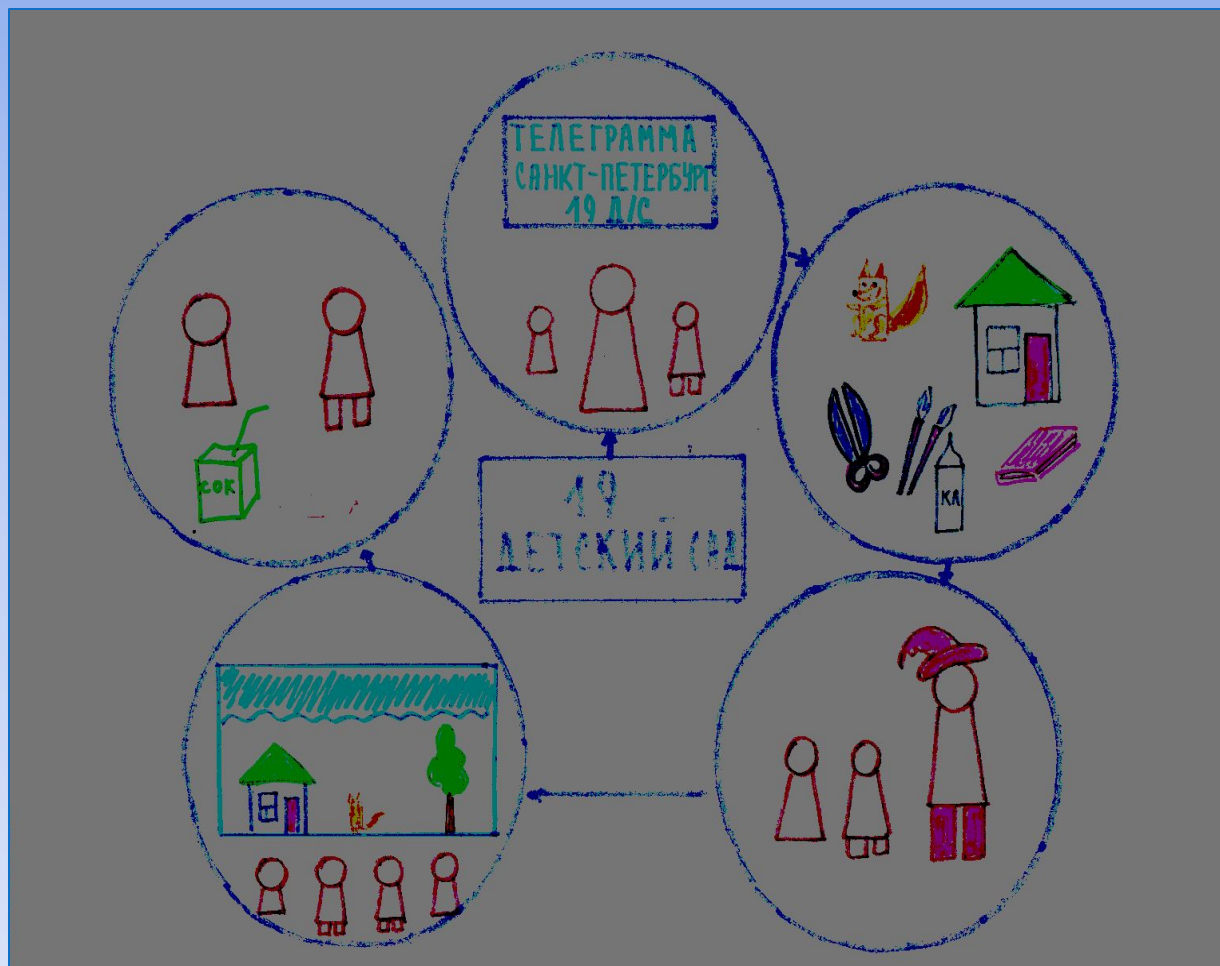 ТЕЛЕГРАММА
САНКТ-ПЕТЕРБУРГ
19 Д/С
КЛ
СОК
19
ДЕТСКИЙ САД